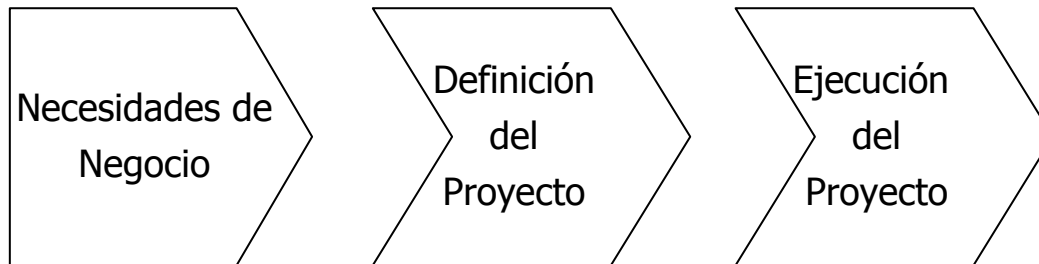 Necesidades de
Negocio
Definición
del
Proyecto
Ejecución
del
Proyecto